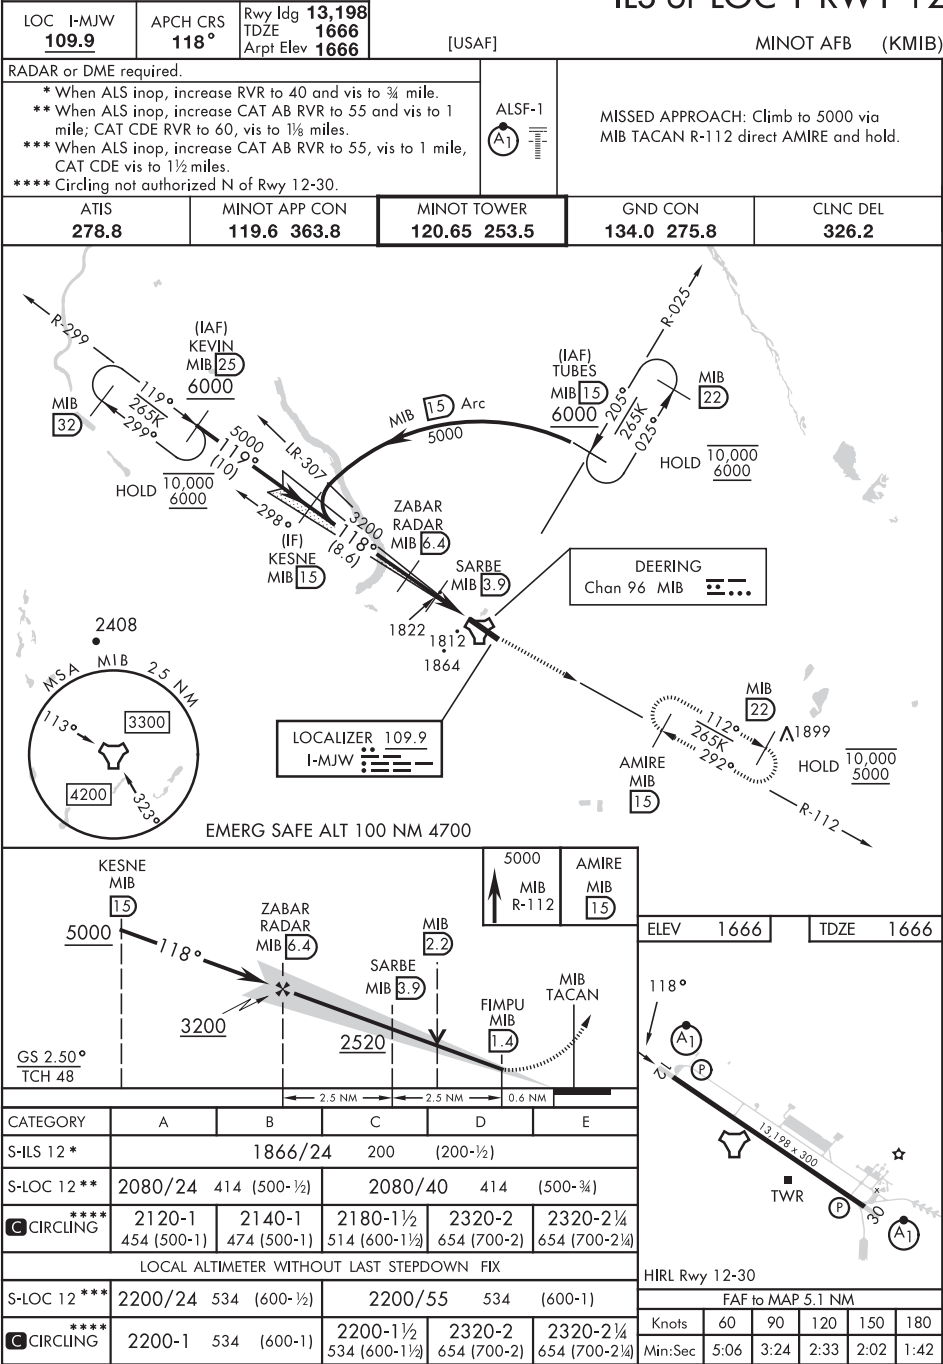 ILS or LOC Y RWY 12
LOC I-MJW
109.9
APCH CRS
118°
Rwy ldg 13,198
TDZE 1666
Arpt Elev 1666
[USAF]
MINOT AFB (KMIB)
RADAR or DME required.
* When ALS inop, increase RVR to 40 and vis to ¾ mile.
** When ALS inop, increase CAT AB RVR to 55 and vis to 1
mile; CAT CDE RVR to 60, vis to 1⅛ miles.
*** When ALS inop, increase CAT AB RVR to 55, vis to 1 mile,
CAT CDE vis to 1½ miles.
**** Circling not authorized N of Rwy 12-30.
ALSF-1
A1
MISSED APPROACH: Climb to 5000 via
MIB TACAN R-112 direct AMIRE and hold.
ATIS
278.8
MINOT APP CON
119.6 363.8
MINOT TOWER
120.65 253.5
GND CON
134.0 275.8
CLNC DEL
326.2
R-299
(IAF)
KEVIN
MIB 25
6000
MIB
32
119°
265K
299°
HOLD 10,000
6000
5000
119°
(10)
LR-307
298°
(IF)
KESNE
MIB 15
3200
118°
(8.6)
MIB 15 Arc
5000
(IAF)
TUBES
MIB 15
6000
R-025
205°
265K
025°
MIB
22
HOLD 10,000
6000
ZABAR
RADAR
MIB 6.4
SARBE
MIB 3.9
DEERING
Chan 96 MIB
1822
1812
1864
2408
MSA MIB 25 NM
113°
3300
4200
323°
LOCALIZER 109.9
I-MJW
EMERG SAFE ALT 100 NM 4700
AMIRE
MIB
15
112°
265K
292°
MIB
22
1899
HOLD 10,000
5000
R-112
KESNE
MIB
15
5000
118°
ZABAR
RADAR
MIB 6.4
3200
SARBE
MIB 3.9
2520
MIB
2.2
V
FIMPU
MIB
1.4
MIB
TACAN
GS 2.50°
TCH 48
2.5 NM
2.5 NM
0.6 NM
5000
MIB
R-112
AMIRE
MIB
15
ELEV 1666
TDZE 1666
118°
A1
P
12
13,198 x 300
TWR
P
30
A1
HIRL Rwy 12-30
FAF to MAP 5.1 NM
Knots 60 90 120 150 180
Min:Sec 5:06 3:24 2:33 2:02 1:42
CATEGORY A B C D E
S-ILS 12 * 1866/24 200 (200-½)
S-LOC 12 ** 2080/24 414 (500-½) 2080/40 414 (500-¾)
C CIRCLING **** 2120-1 2140-1 2180-1½ 2320-2 2320-2¼
454 (500-1) 474 (500-1) 514 (600-1½) 654 (700-2) 654 (700-2¼)
LOCAL ALTIMETER WITHOUT LAST STEPDOWN FIX
S-LOC 12 *** 2200/24 534 (600-½) 2200/55 534 (600-1)
C CIRCLING **** 2200-1 534 (600-1) 2200-1½ 2320-2 2320-2¼
534 (600-1½) 654 (700-2) 654 (700-2¼)